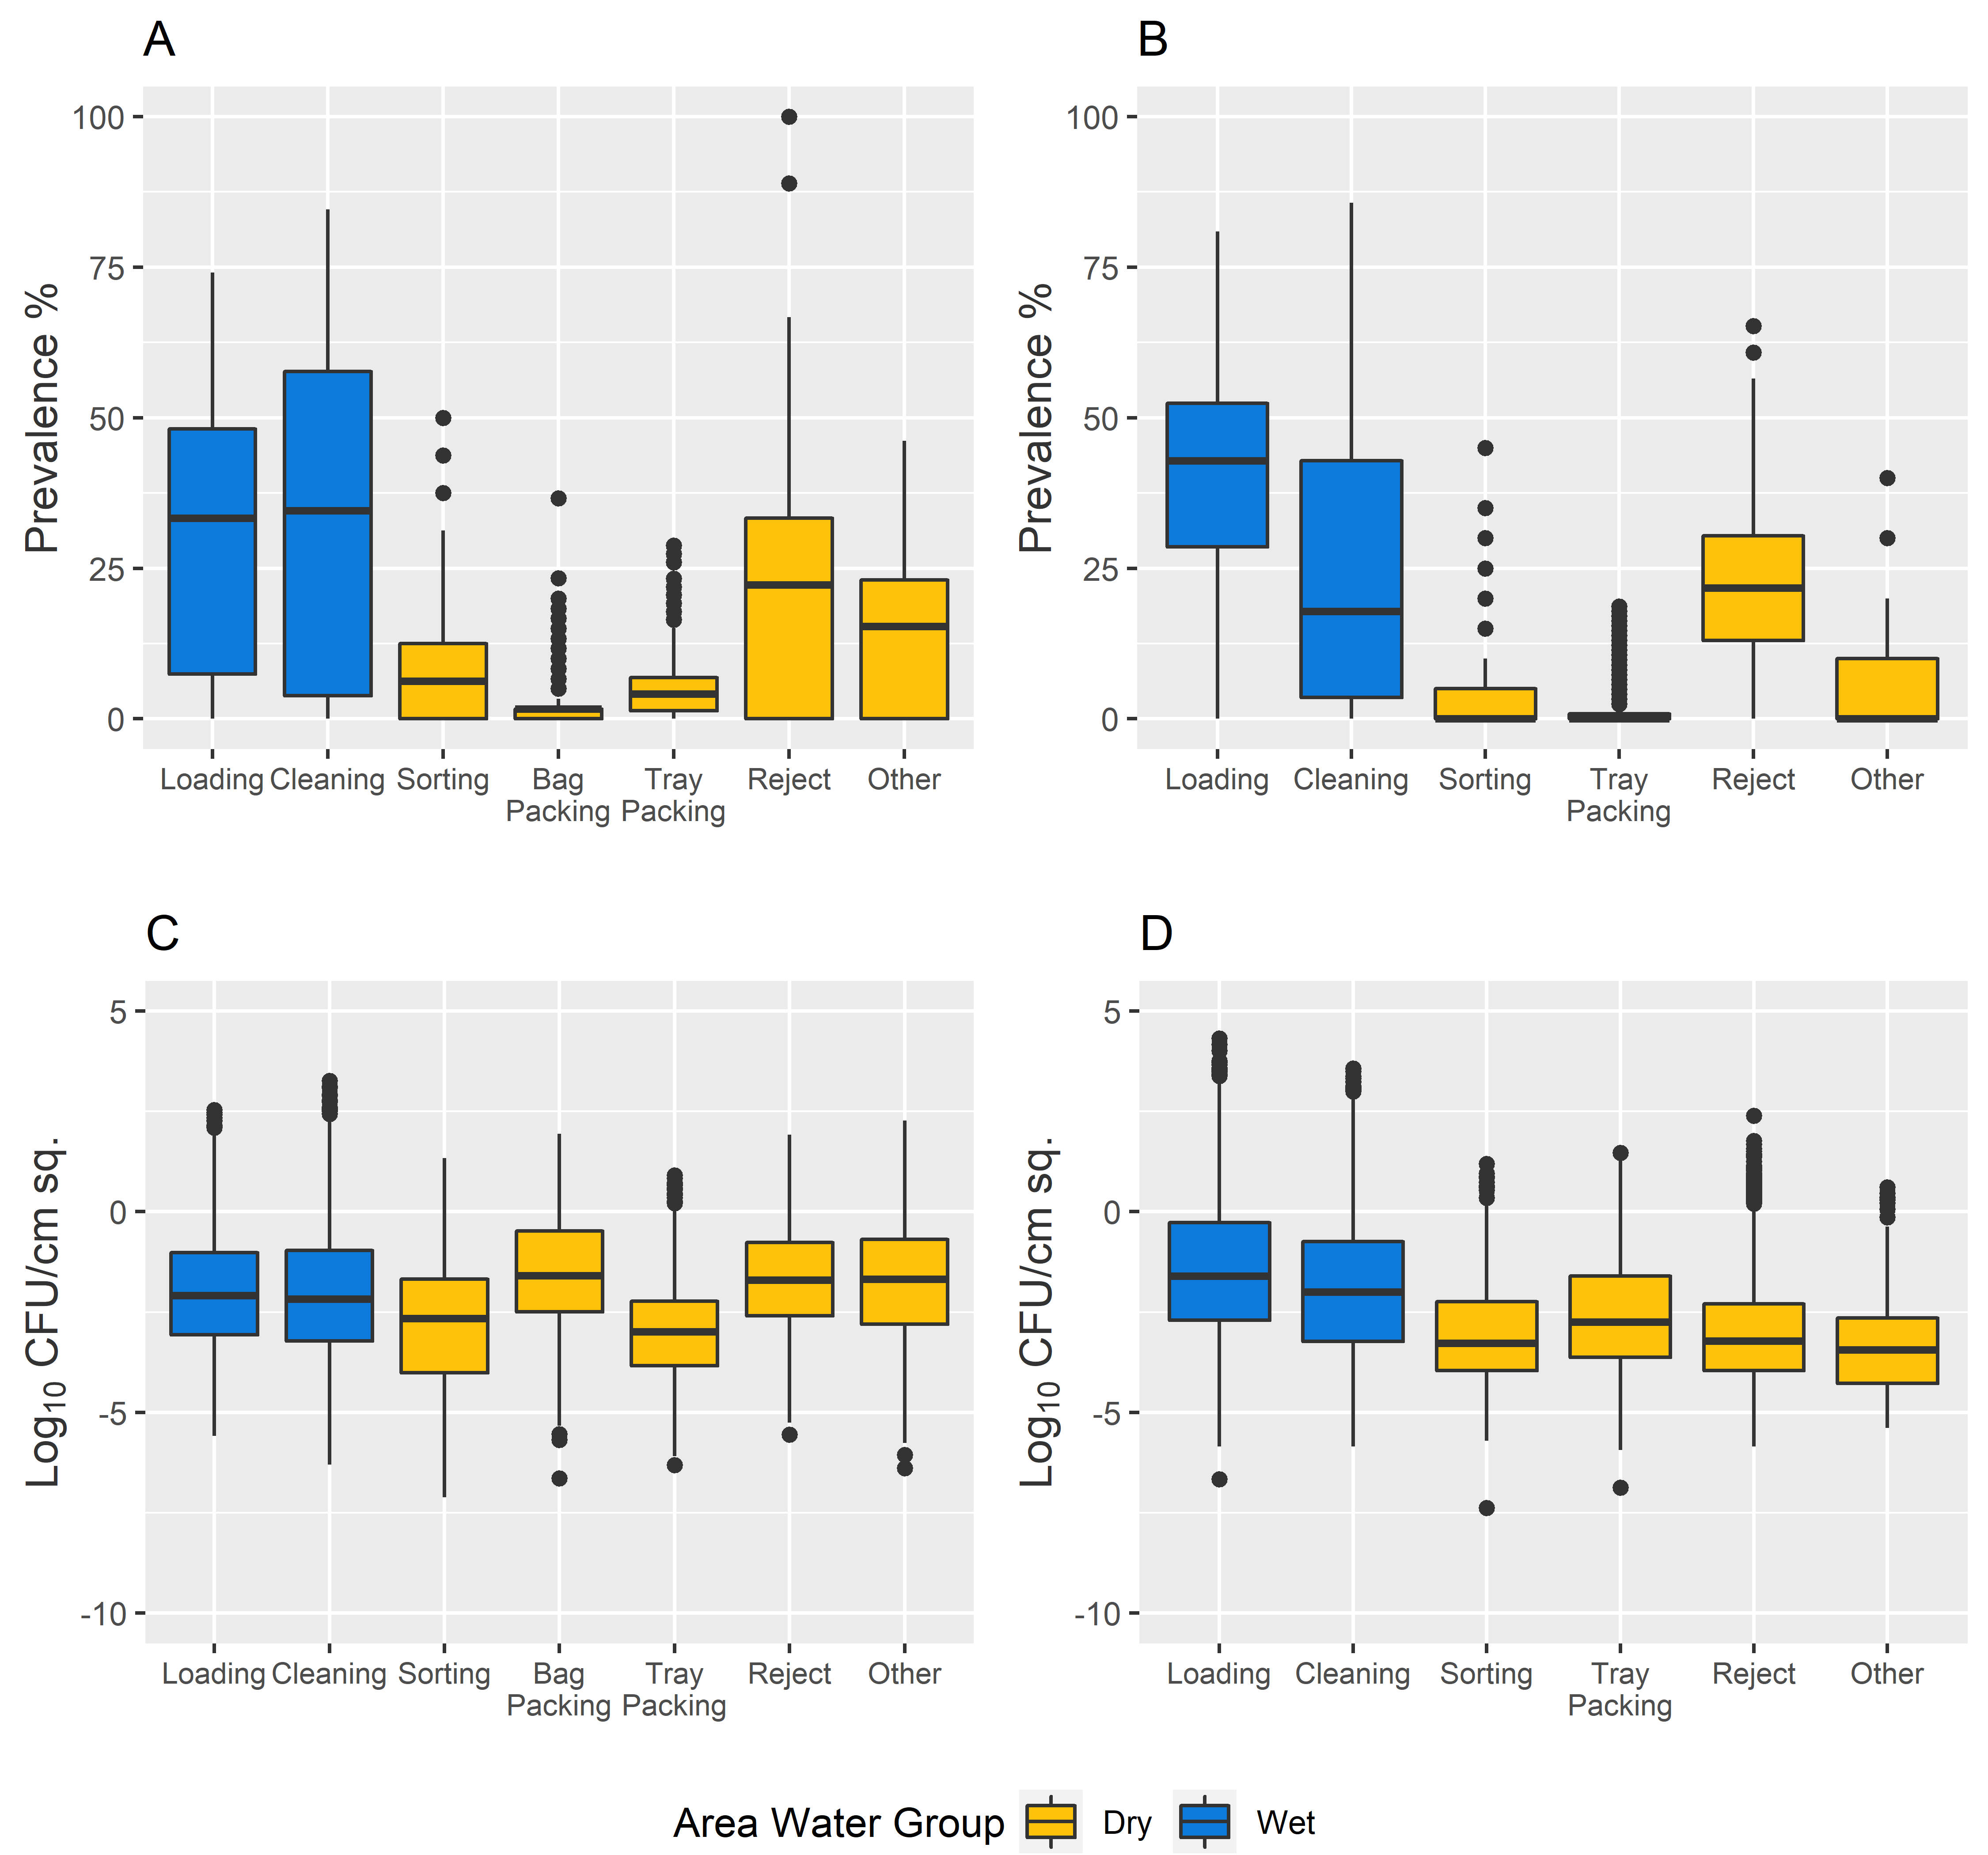 A
Prevalence %
100
75
50
25
0
Loading Cleaning Sorting Bag Packing Tray Packing Reject Other
B
Prevalence %
100
75
50
25
0
Loading Cleaning Sorting Tray Packing Reject Other
C
Log10 CFU/cm sq.
5
0
-5
-10
Loading Cleaning Sorting Bag Packing Tray Packing Reject Other
D
Log10 CFU/cm sq.
5
0
-5
-10
Loading Cleaning Sorting Tray Packing Reject Other
Area Water Group Dry Wet